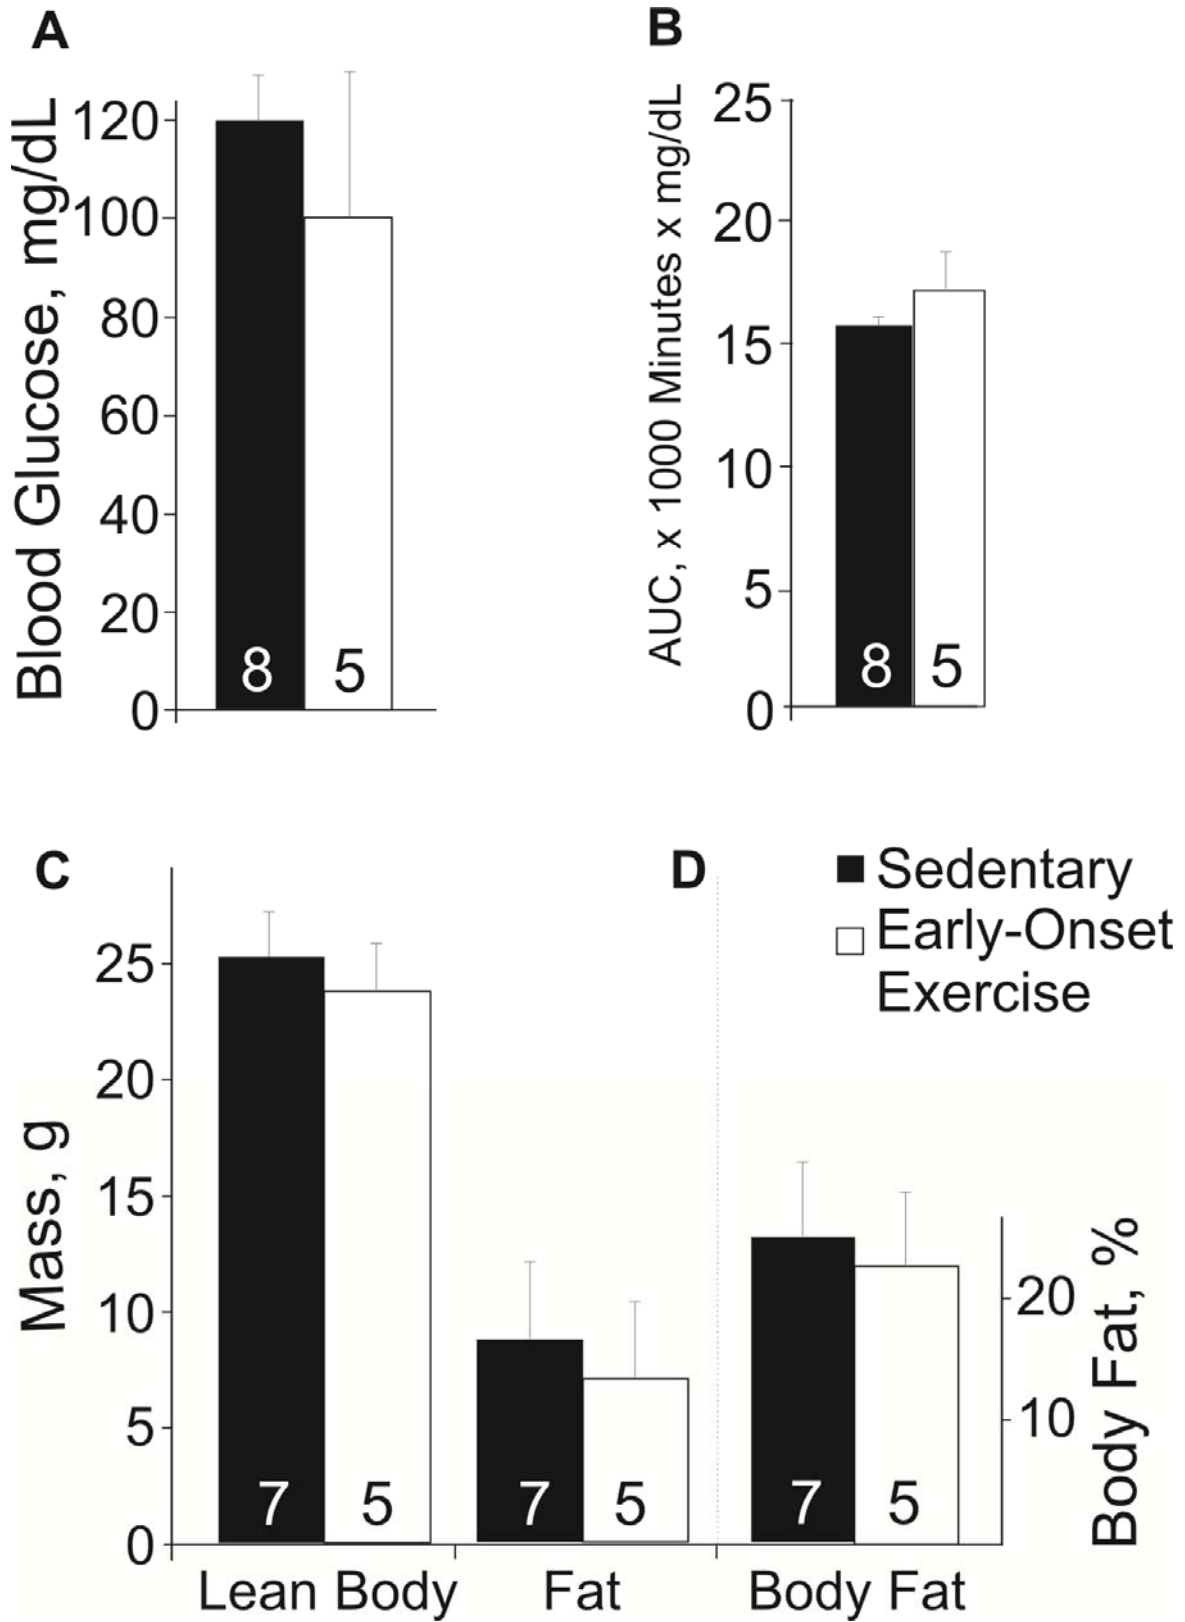 A
Blood Glucose, mg/dL
120
100
80
60
40
20
0
8
5
B
AUC, x 1000 Minutes x mg/dL
25
20
15
10
5
0
8
5
C
Mass, g
25
20
15
10
5
0
7
5
7
5
Lean Body
Fat
D
Sedentary
Early-Onset
Exercise
7
5
20
10
Body Fat, %
Body Fat